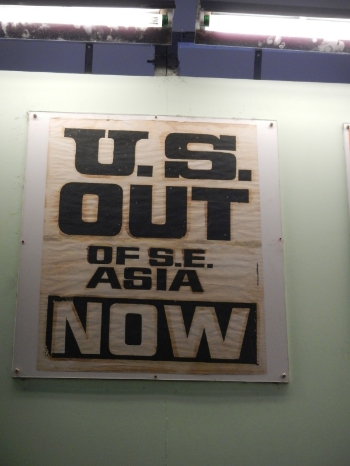 U.S.
OUT
OF S.E.
ASIA
NOW